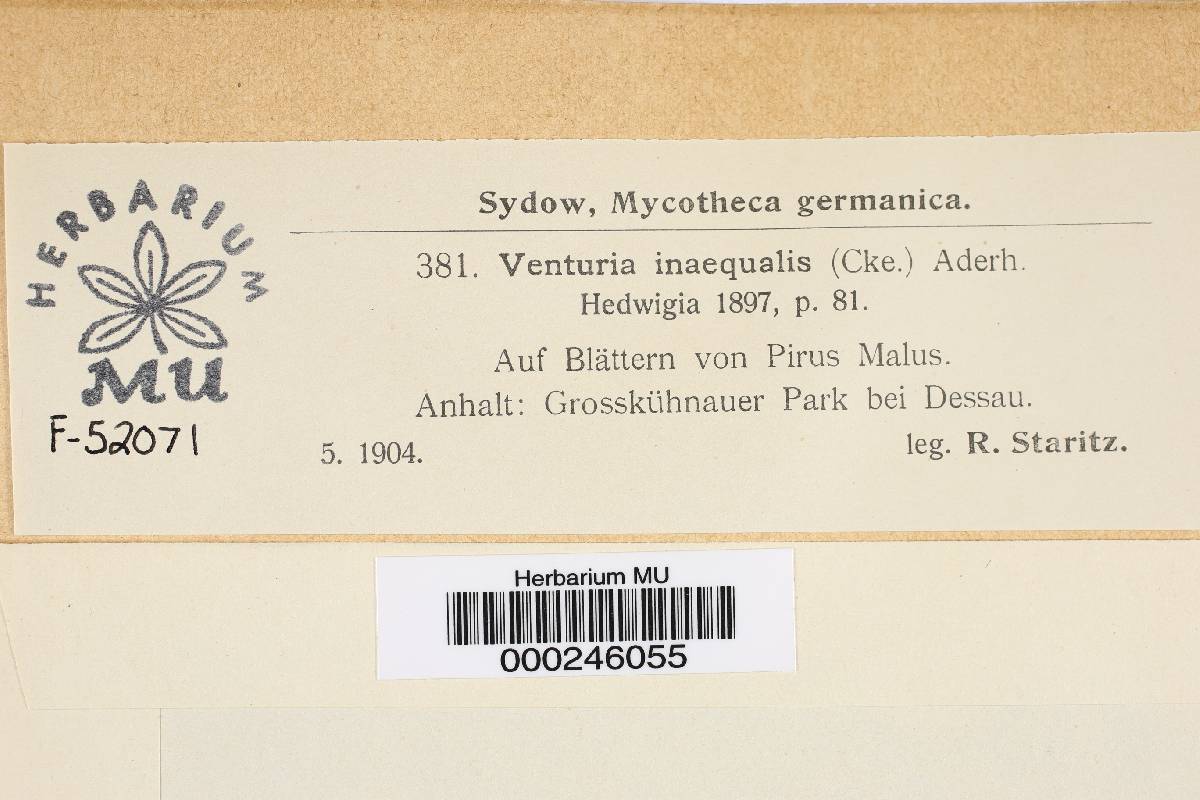 HERBARIUM
MU
F-52071
Sydow, Mycotheca germanica.
381. Venturia inaequalis (Cke.) Aderh.
Hedwigia 1897, p. 81.
Auf Blättern von Pirus Malus.
Anhalt: Grosskühnauer Park bei Dessau.
5. 1904.
leg. R. Staritz.
Herbarium MU
000246055